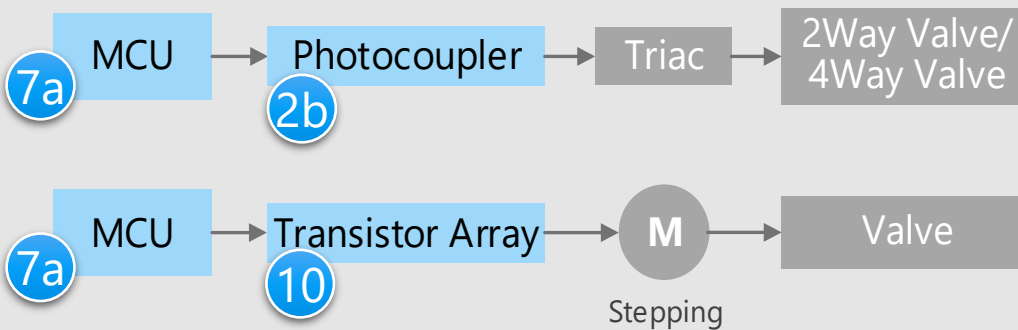 MCU
Photocoupler
Triac
2Way Valve/
4Way Valve
7a
2b
MCU
Transistor Array
M
Valve
7a
10
Stepping